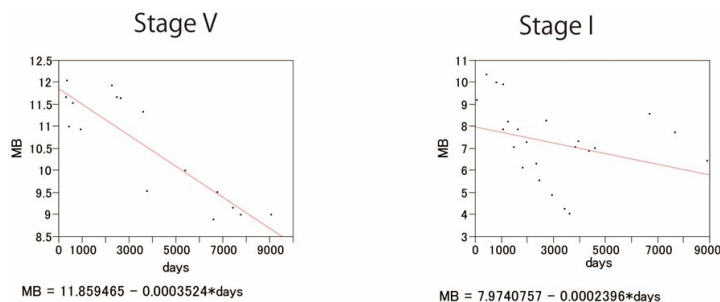 Stage V
12.5
12
11.5
11
10.5
10
9.5
9
8.5
MB
0 1000 3000 5000 7000 9000
days
MB = 11.859465 − 0.0003524*days
Stage I
11
10
9
8
7
6
5
4
3
MB
0 1000 3000 5000 7000 9000
days
MB = 7.9740757 − 0.0002396*days